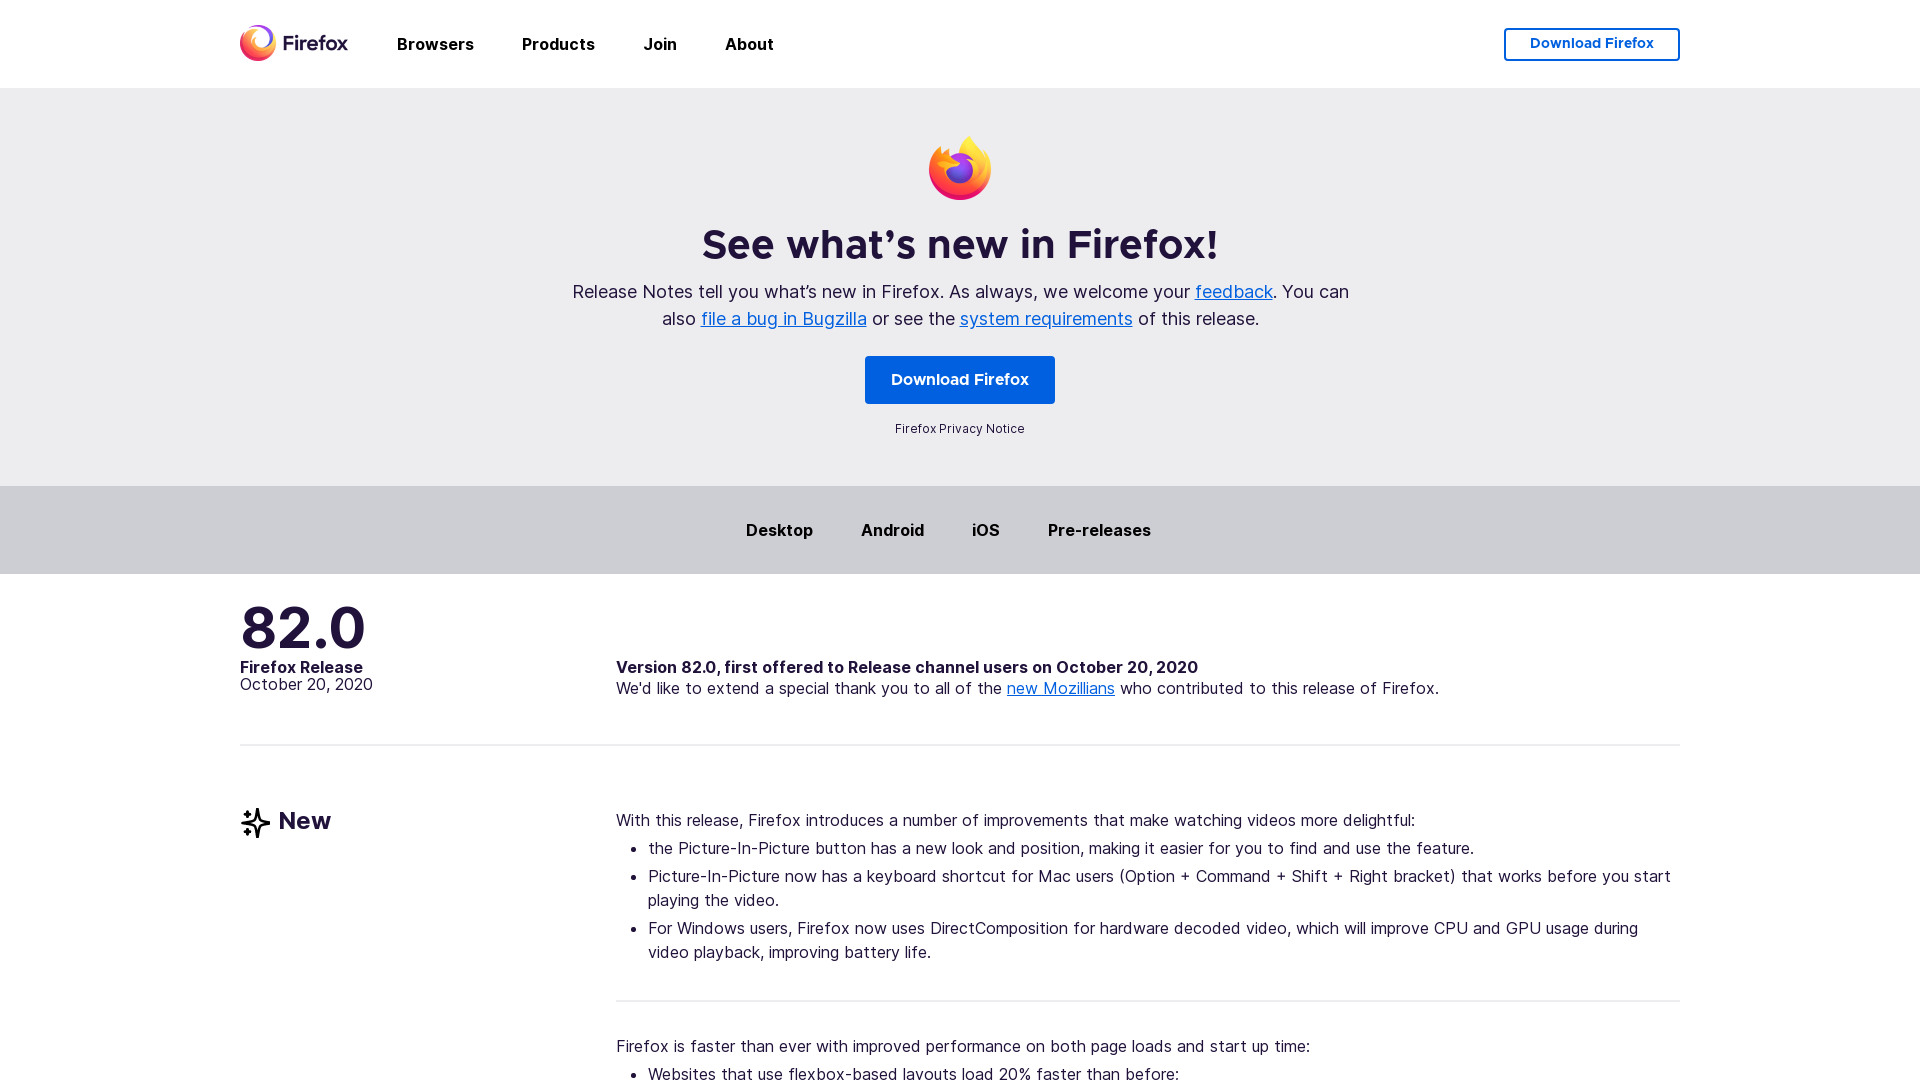 Firefox
Browsers
Products
Join
About
Download Firefox
See what’s new in Firefox!
Release Notes tell you what’s new in Firefox. As always, we welcome your feedback. You can
also file a bug in Bugzilla or see the system requirements of this release.
Download Firefox
Firefox Privacy Notice
Desktop
Android
iOS
Pre-releases
82.0
Firefox Release
October 20, 2020
Version 82.0, first offered to Release channel users on October 20, 2020
We'd like to extend a special thank you to all of the new Mozillians who contributed to this release of Firefox.
New
With this release, Firefox introduces a number of improvements that make watching videos more delightful:
the Picture-In-Picture button has a new look and position, making it easier for you to find and use the feature.
Picture-In-Picture now has a keyboard shortcut for Mac users (Option + Command + Shift + Right bracket) that works before you start
playing the video.
For Windows users, Firefox now uses DirectComposition for hardware decoded video, which will improve CPU and GPU usage during
video playback, improving battery life.
Firefox is faster than ever with improved performance on both page loads and start up time:
Websites that use flexbox-based layouts load 20% faster than before;